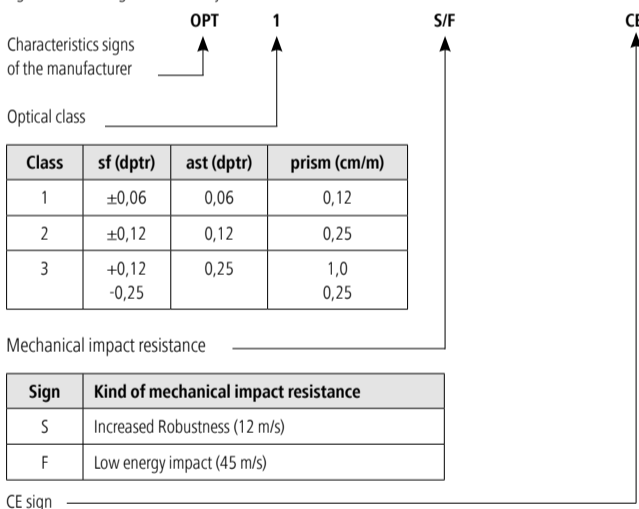 OPT 1 S/F CE
Characteristics signs
of the manufacturer
Optical class
Class sf (dptr) ast (dptr) prism (cm/m)
1 ±0,06 0,06 0,12
2 ±0,12 0,12 0,25
3 +0,12 0,25 1,0
-0,25 0,25
Mechanical impact resistance
Sign Kind of mechanical impact resistance
S Increased Robustness (12 m/s)
F Low energy impact (45 m/s)
CE sign